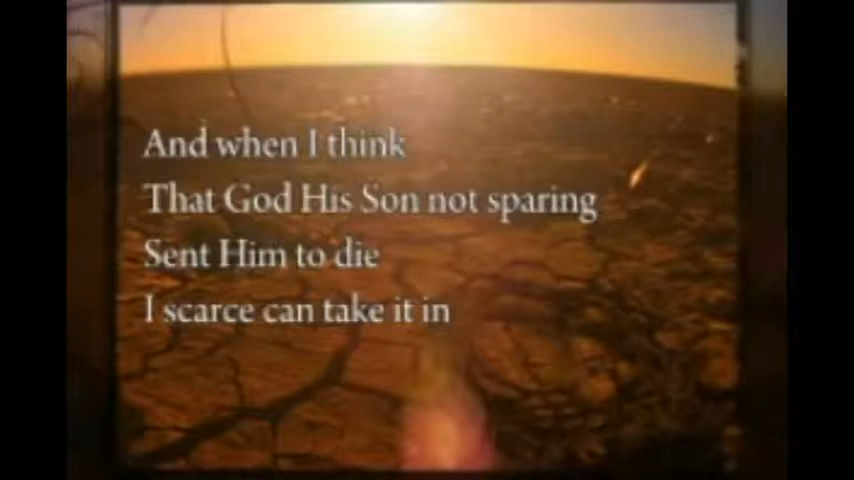 And when I think
That God His Son not sparing
Sent Him to die
I scarce can take it in